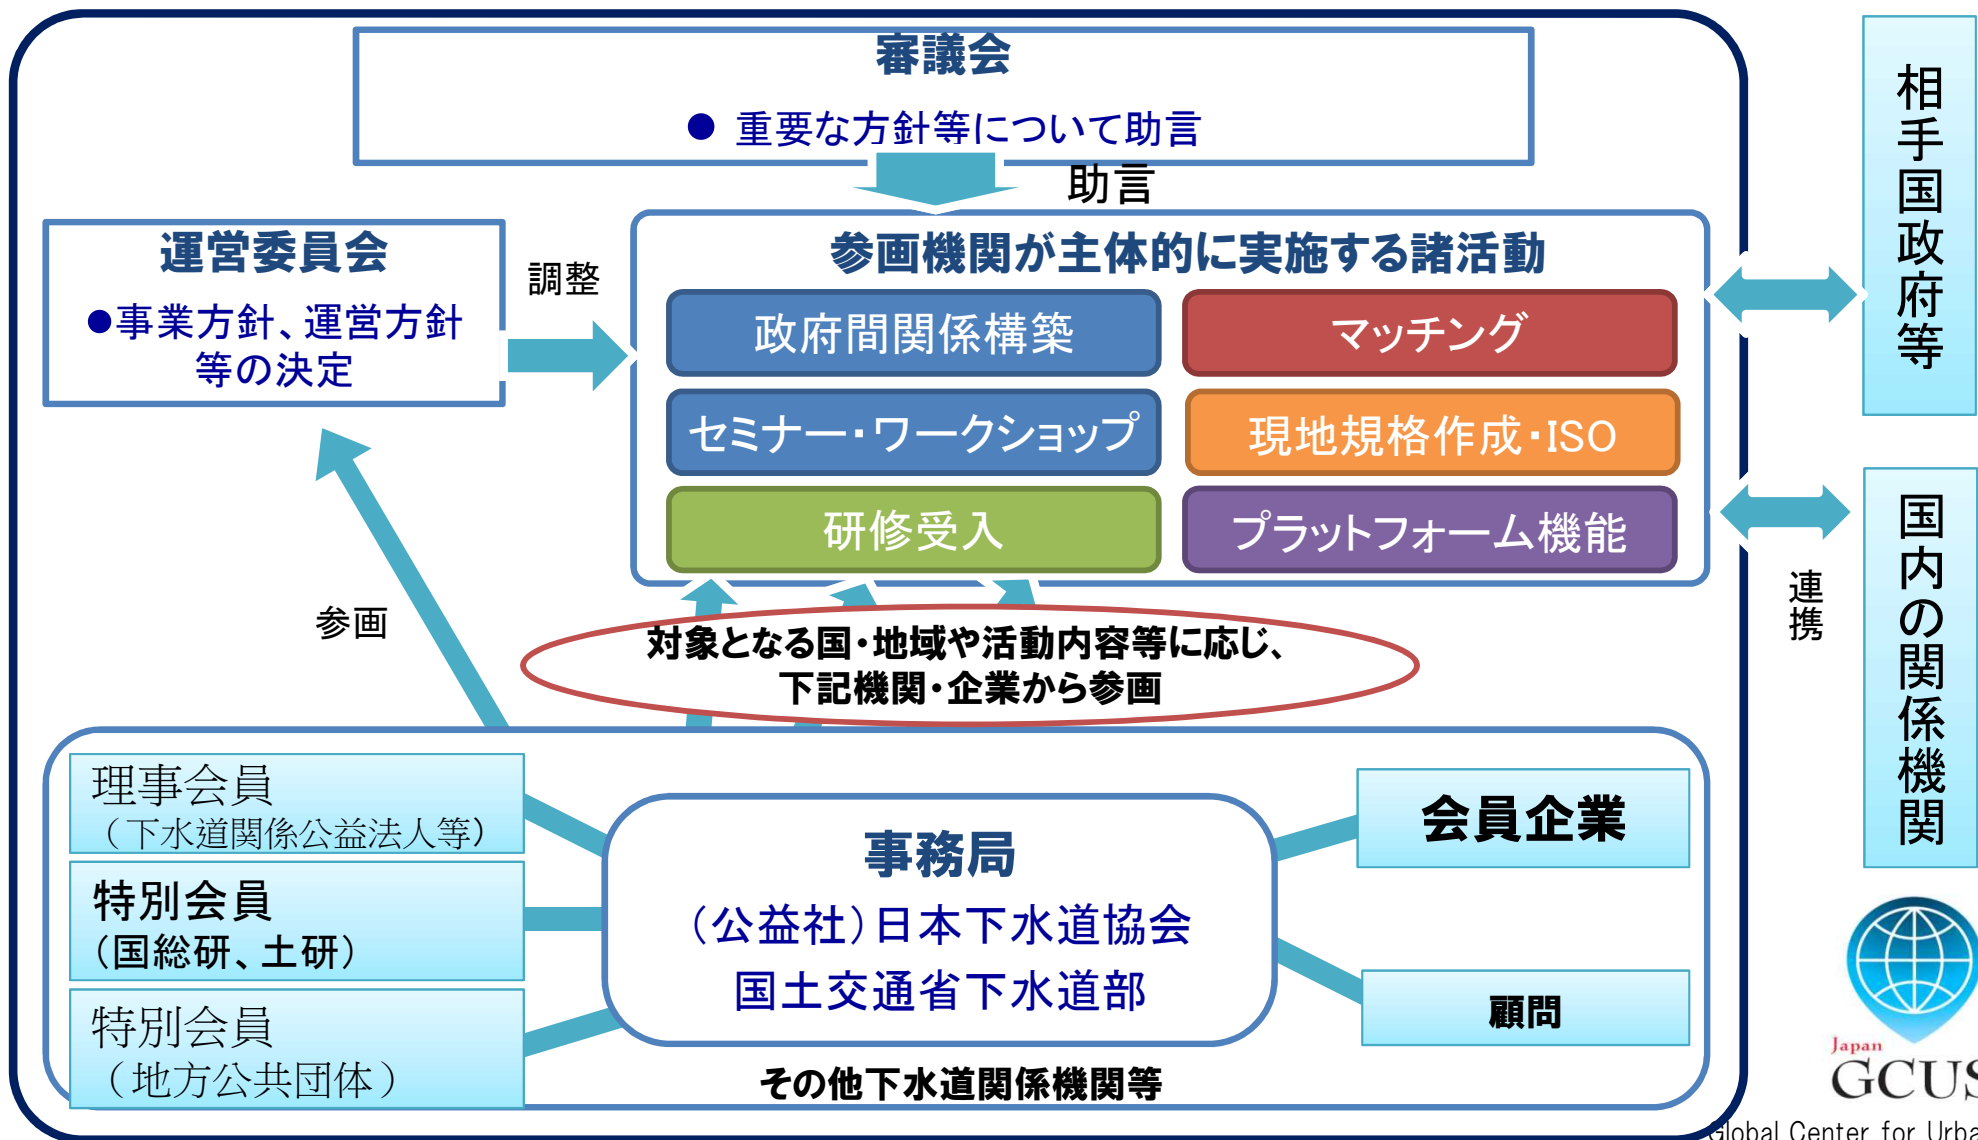 審議会
● 重要な方針等について助言
助言
運営委員会
●事業方針、運営方針
等の決定
調整
参画機関が主体的に実施する諸活動
政府間関係構築
マッチング
セミナー・ワークショップ
現地規格作成・ISO
研修受入
プラットフォーム機能
相手国政府等
国内の関係機関
連携
参画
対象となる国・地域や活動内容等に応じ、
下記機関・企業から参画
理事会員
（下水道関係公益法人等）
特別会員
（国総研、土研）
特別会員
（地方公共団体）
事務局
（公益社）日本下水道協会
国土交通省下水道部
会員企業
顧問
その他下水道関係機関等
Japan
GCUS
Global Center for Urba